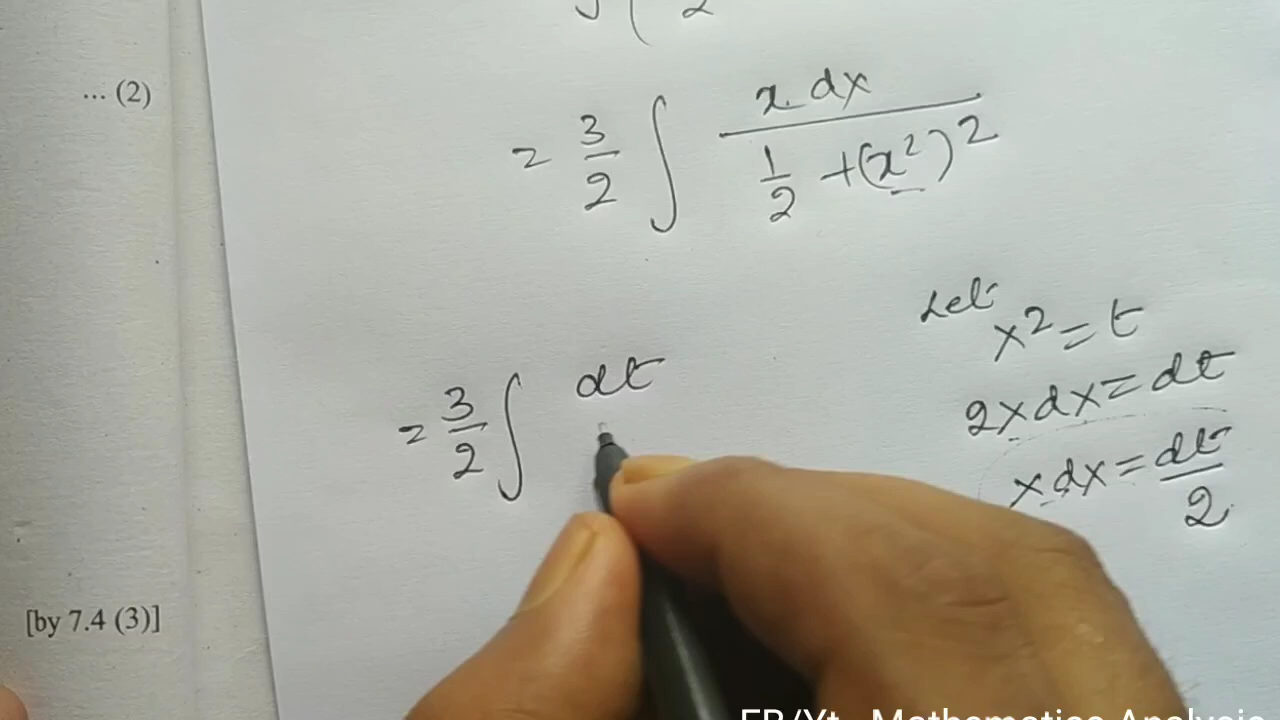 ∫( 2
... (2)
= 3/2 ∫ x dx / (1/2 + (x²)²)
Let x² = t
2x dx = dt
= 3/2 ∫ dt
x dx = dt/2
[by 7.4 (3)]